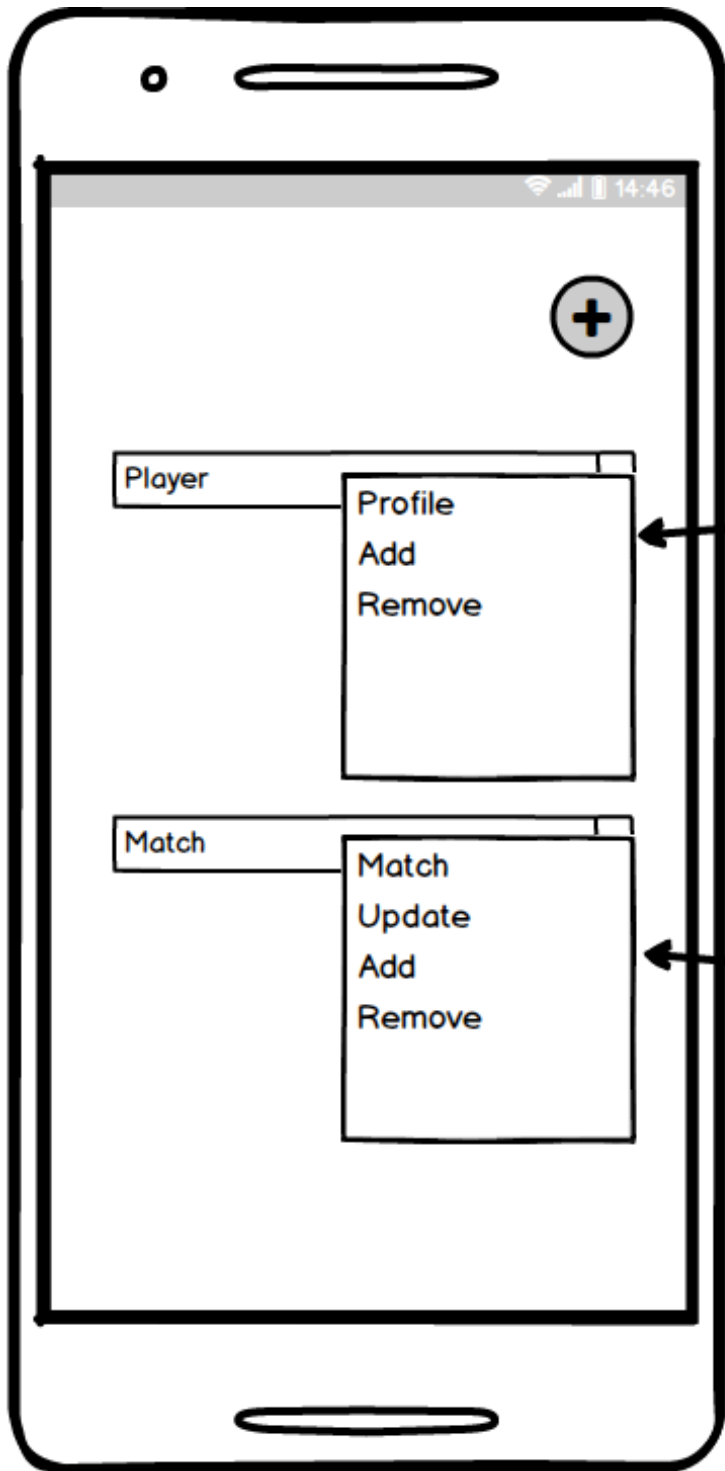 14:46
+
Player
Profile
Add
Remove
Match
Match
Update
Add
Remove